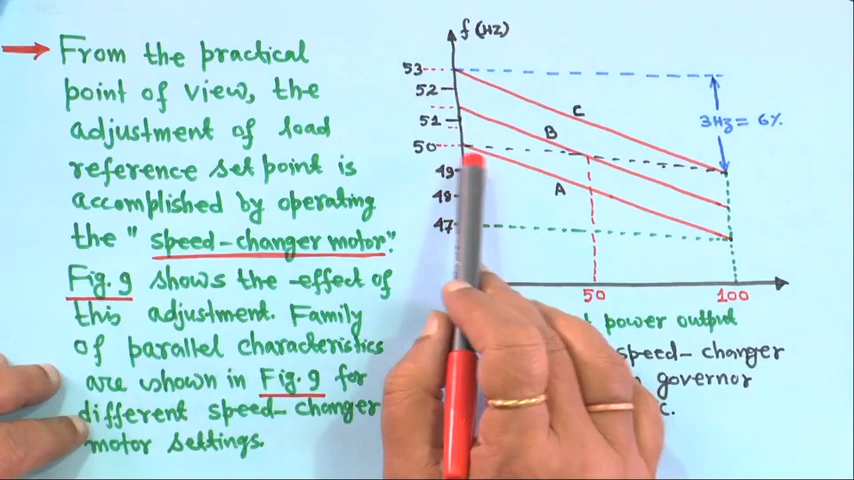 From the practical
point of view, the
adjustment of load
reference set point is
accomplished by operating
the "speed-changer motor".
Fig. 9 shows the effect of
this adjustment. Family
of parallel characteristics
are shown in Fig. 9 for
different speed-changer
motor settings.
f (HZ)
53
52
51
50
49
48
47
C
B
A
3HZ = 6%
50
100
power output
speed-changer
governor